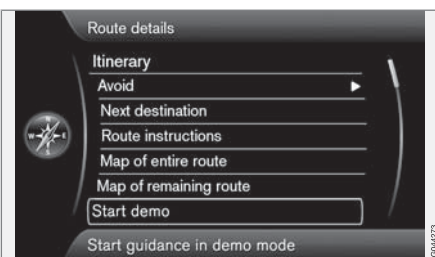 Route details
Itinerary
Avoid
Next destination
Route instructions
Map of entire route
Map of remaining route
Start demo
Start guidance in demo mode
N
W
E
S
G044273